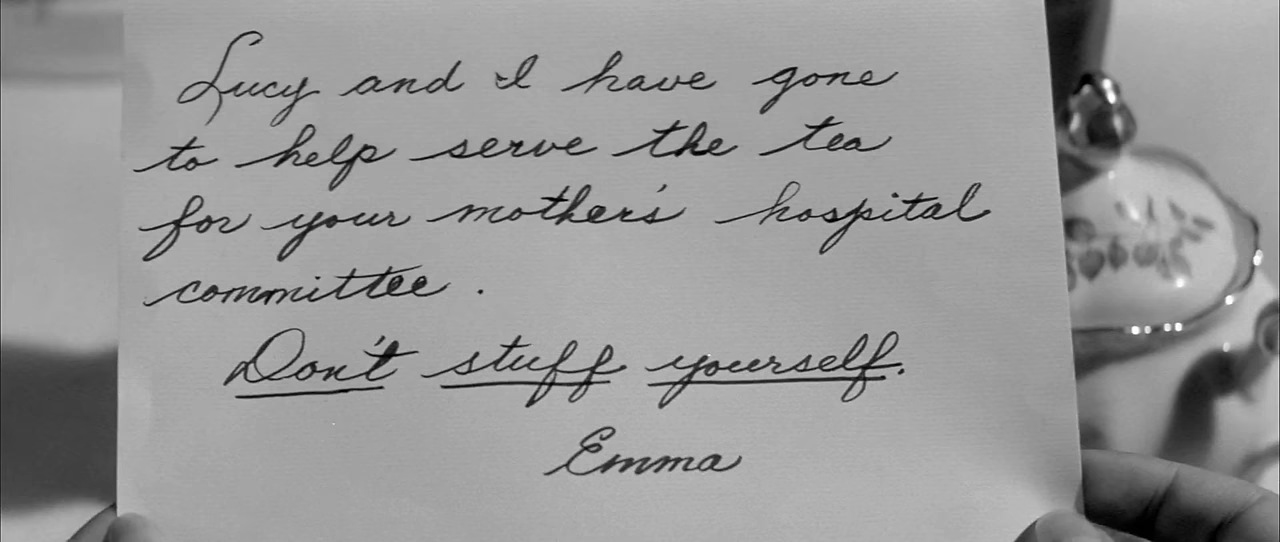 Lucy and I have gone
to help serve the tea
for your mother's hospital
committee.
Don't stuff yourself.
Emma